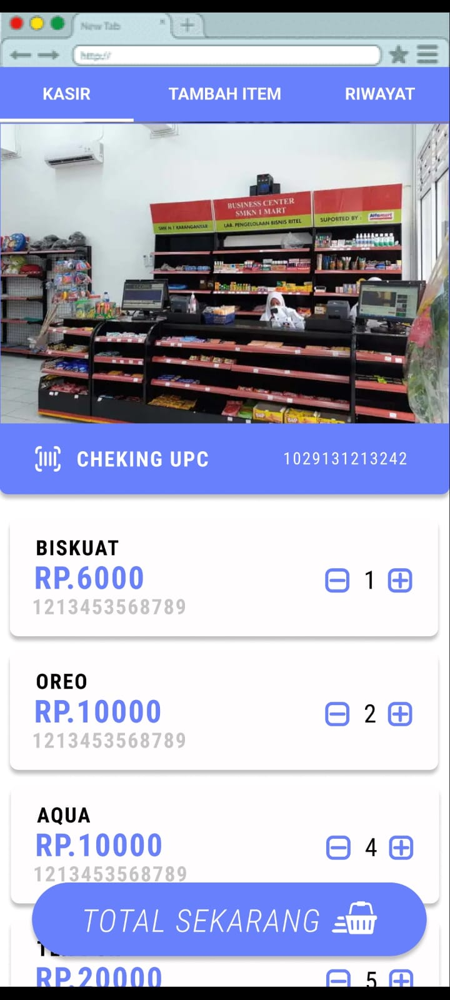 New Tab
http://
KASIR
TAMBAH ITEM
RIWAYAT
BUSINESS CENTER
SMKN 1 MART
SMK N 1 KARANGANYAR
LAB. PENGELOLAAN BISNIS RITEL
SUPORTED BY :
Alfamart
CHEKING UPC
1029131213242
BISKUAT
RP.6000
1
1213453568789
OREO
RP.10000
2
1213453568789
AQUA
RP.10000
4
1213453568789
TOTAL SEKARANG
RP.20000
5